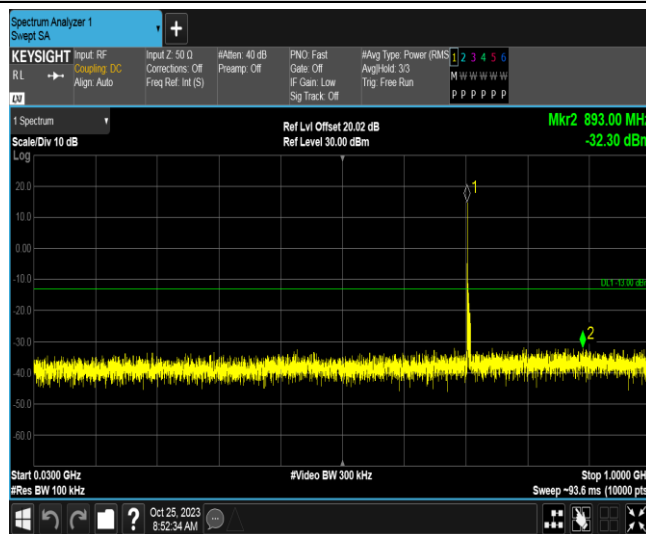 Spectrum Analyzer 1
Swept SA
+
KEYSIGHT
RL
LXI
Input: RF
Coupling: DC
Align: Auto
Input Z: 50 Ω
Corrections: Off
Freq Ref: Int (S)
#Atten: 40 dB
Preamp: Off
PNO: Fast
Gate: Off
IF Gain: Low
Sig Track: Off
#Avg Type: Power (RMS
Avg|Hold: 3/3
Trig: Free Run
1 2 3 4 5 6
M W W W W W
P P P P P P
1 Spectrum
Scale/Div 10 dB
Log
Ref Lvl Offset 20.02 dB
Ref Level 30.00 dBm
Mkr2 893.00 MHz
-32.30 dBm
20.0
10.0
0.00
-10.0
-20.0
-30.0
-40.0
-50.0
-60.0
1
DL1 -13.00 dBm
2
Start 0.0300 GHz
#Res BW 100 kHz
#Video BW 300 kHz
Stop 1.0000 GHz
Sweep ~93.6 ms (10000 pts
?
Oct 25, 2023
8:52:34 AM